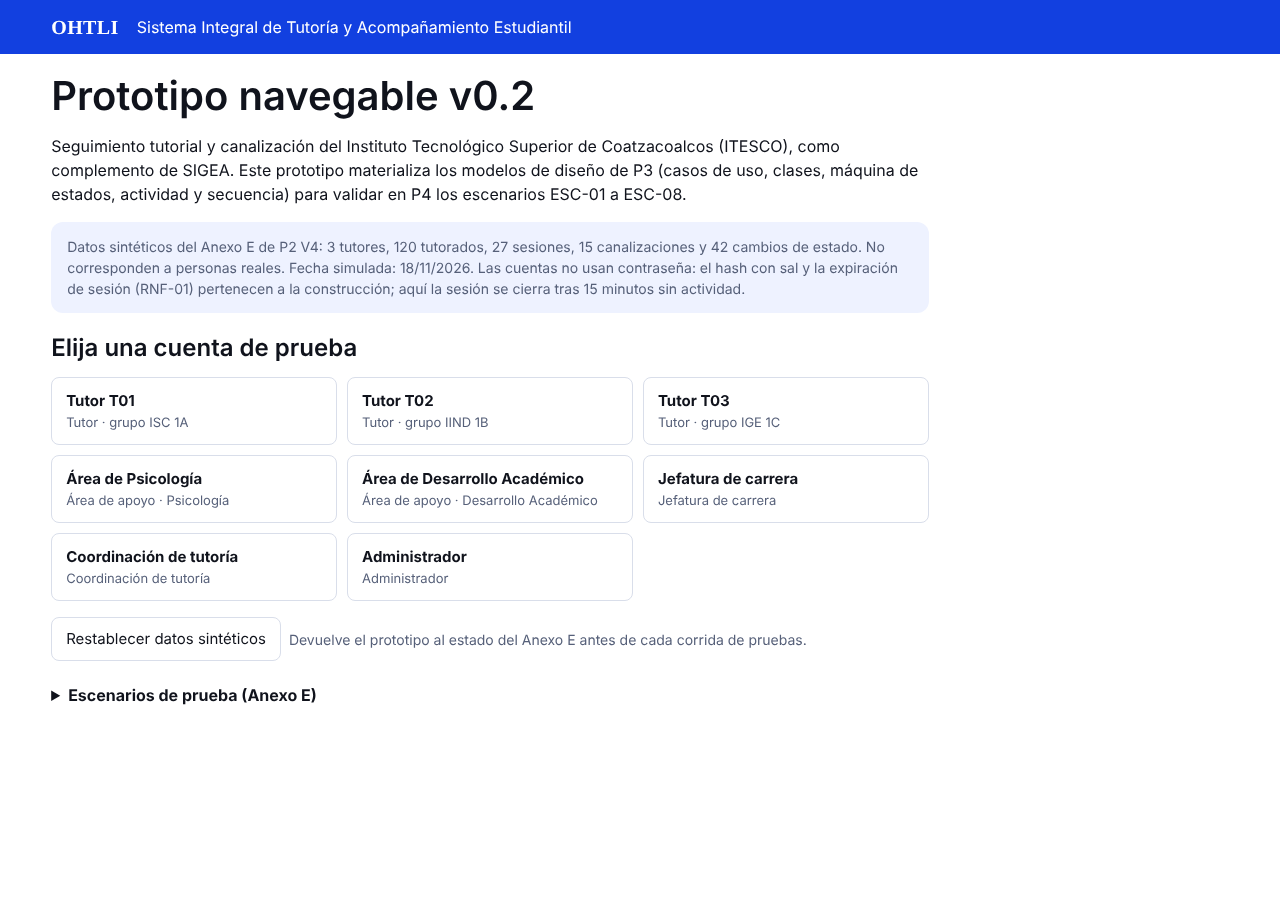 OHTLI Sistema Integral de Tutoría y Acompañamiento Estudiantil
Prototipo navegable v0.2
Seguimiento tutorial y canalización del Instituto Tecnológico Superior de Coatzacoalcos (ITESCO), como
complemento de SIGEA. Este prototipo materializa los modelos de diseño de P3 (casos de uso, clases, máquina de
estados, actividad y secuencia) para validar en P4 los escenarios ESC-01 a ESC-08.
Datos sintéticos del Anexo E de P2 V4: 3 tutores, 120 tutorados, 27 sesiones, 15 canalizaciones y 42 cambios de estado. No
corresponden a personas reales. Fecha simulada: 18/11/2026. Las cuentas no usan contraseña: el hash con sal y la expiración
de sesión (RNF-01) pertenecen a la construcción; aquí la sesión se cierra tras 15 minutos sin actividad.
Elija una cuenta de prueba
Tutor T01
Tutor · grupo ISC 1A
Tutor T02
Tutor · grupo IIND 1B
Tutor T03
Tutor · grupo IGE 1C
Área de Psicología
Área de apoyo · Psicología
Área de Desarrollo Académico
Área de apoyo · Desarrollo Académico
Jefatura de carrera
Jefatura de carrera
Coordinación de tutoría
Coordinación de tutoría
Administrador
Administrador
Restablecer datos sintéticos
Devuelve el prototipo al estado del Anexo E antes de cada corrida de pruebas.
Escenarios de prueba (Anexo E)